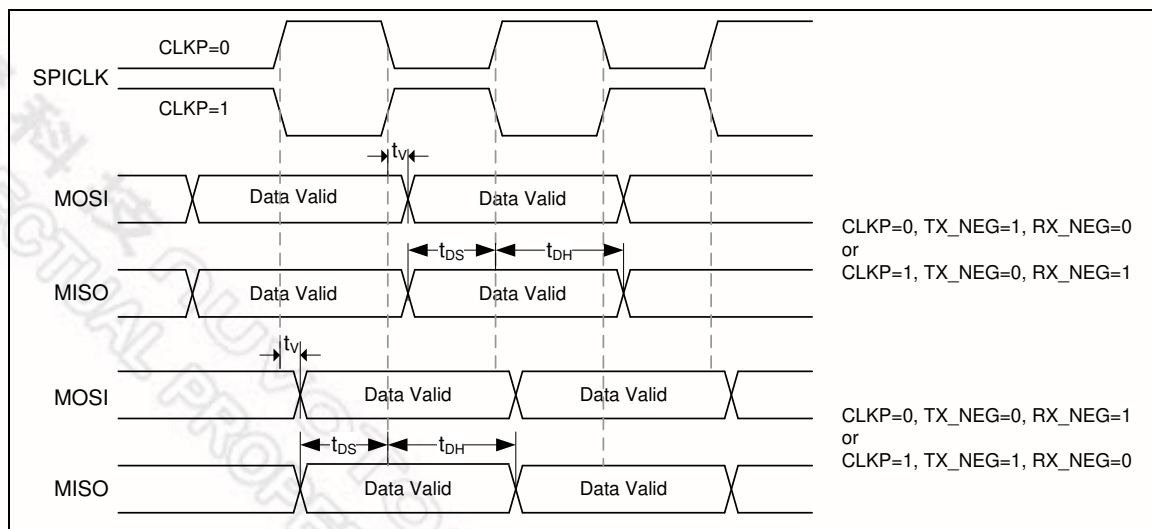 CLKP=0
SPICLK
CLKP=1
tV
MOSI
Data Valid
Data Valid
tDS
tDH
MISO
Data Valid
Data Valid
CLKP=0, TX_NEG=1, RX_NEG=0
or
CLKP=1, TX_NEG=0, RX_NEG=1
tV
MOSI
Data Valid
Data Valid
tDS
tDH
MISO
Data Valid
Data Valid
CLKP=0, TX_NEG=0, RX_NEG=1
or
CLKP=1, TX_NEG=1, RX_NEG=0
科技